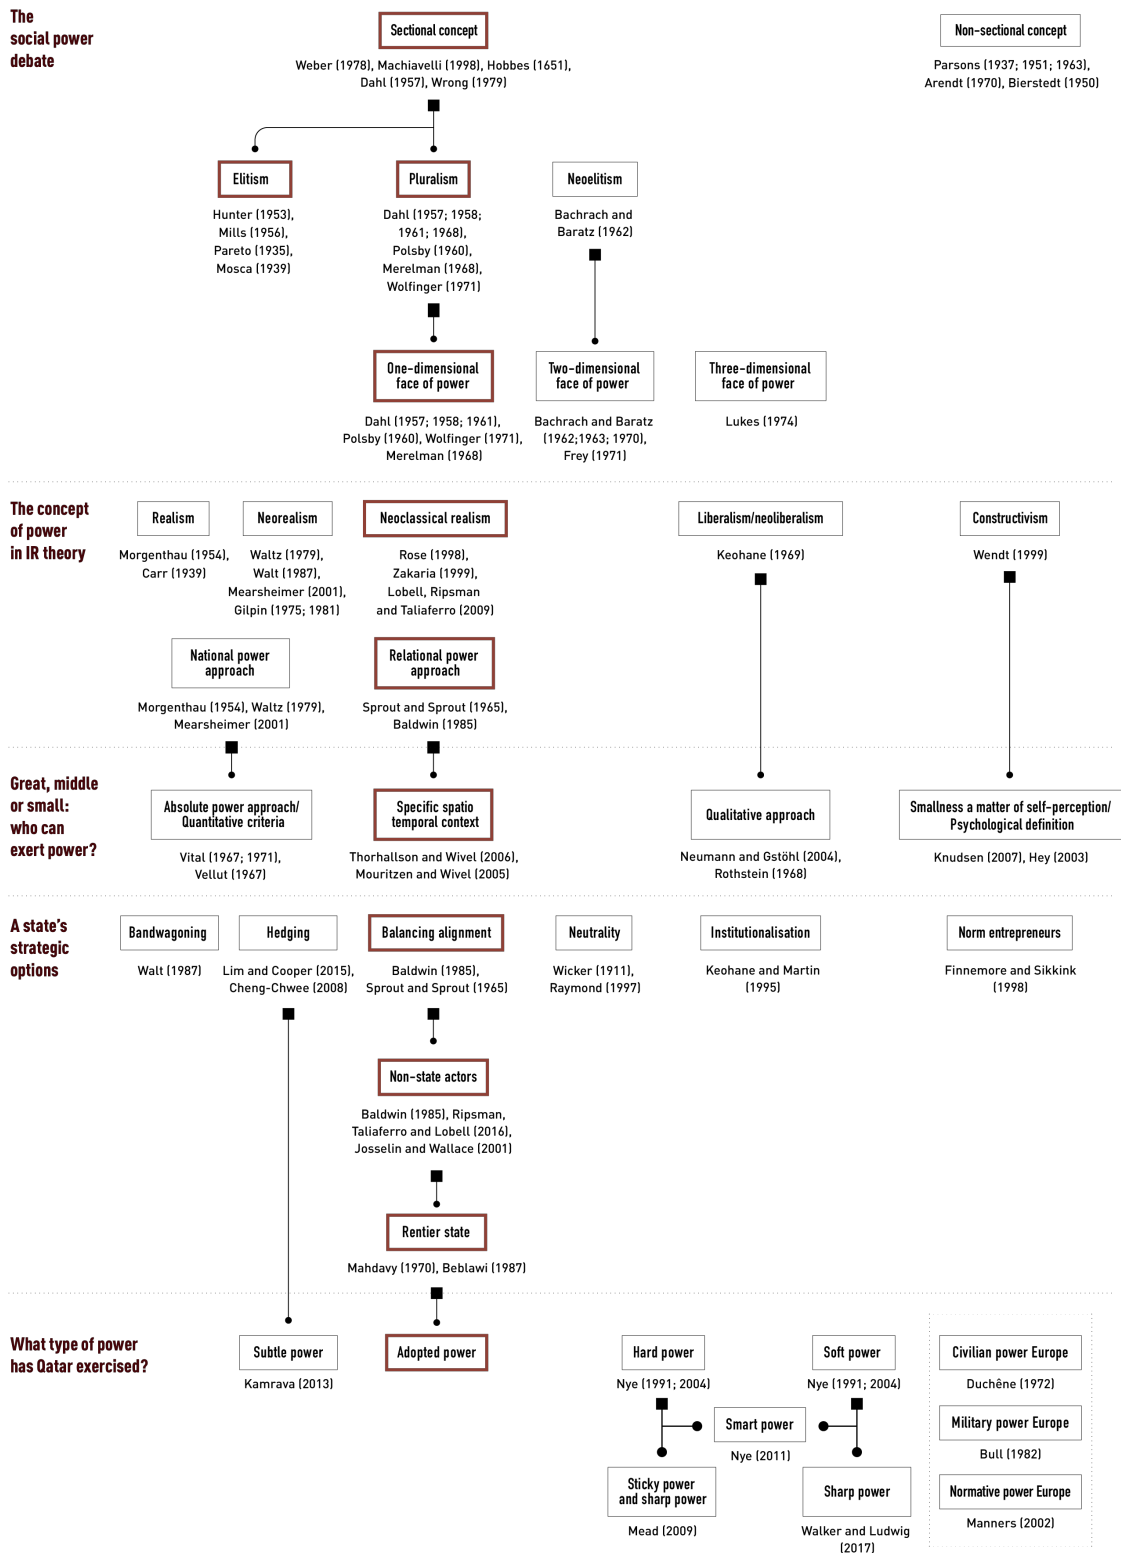 The
social power
debate
Sectional concept
Weber (1978), Machiavelli (1998), Hobbes (1651),
Dahl (1957), Wrong (1979)
Non-sectional concept
Parsons (1937; 1951; 1963),
Arendt (1970), Bierstedt (1950)
Elitism
Hunter (1953),
Mills (1956),
Pareto (1935),
Mosca (1939)
Pluralism
Dahl (1957; 1958;
1961; 1968),
Polsby (1960),
Merelman (1968),
Wolfinger (1971)
Neoelitism
Bachrach and
Baratz (1962)
One-dimensional
face of power
Dahl (1957; 1958; 1961),
Polsby (1960), Wolfinger (1971),
Merelman (1968)
Two-dimensional
face of power
Bachrach and Baratz
(1962;1963; 1970),
Frey (1971)
Three-dimensional
face of power
Lukes (1974)
The concept
of power
in IR theory
Realism
Morgenthau (1954),
Carr (1939)
Neorealism
Waltz (1979),
Walt (1987),
Mearsheimer (2001),
Gilpin (1975; 1981)
Neoclassical realism
Rose (1998),
Zakaria (1999),
Lobell, Ripsman
and Taliaferro (2009)
Liberalism/neoliberalism
Keohane (1969)
Constructivism
Wendt (1999)
National power
approach
Morgenthau (1954), Waltz (1979),
Mearsheimer (2001)
Relational power
approach
Sprout and Sprout (1965),
Baldwin (1985)
Great, middle
or small:
who can
exert power?
Absolute power approach/
Quantitative criteria
Vital (1967; 1971),
Vellut (1967)
Specific spatio
temporal context
Thorhallson and Wivel (2006),
Mouritzen and Wivel (2005)
Qualitative approach
Neumann and Gstöhl (2004),
Rothstein (1968)
Smallness a matter of self-perception/
Psychological definition
Knudsen (2007), Hey (2003)
A state's
strategic
options
Bandwagoning
Walt (1987)
Hedging
Lim and Cooper (2015),
Cheng-Chwee (2008)
Balancing alignment
Baldwin (1985),
Sprout and Sprout (1965)
Neutrality
Wicker (1911),
Raymond (1997)
Institutionalisation
Keohane and Martin
(1995)
Norm entrepreneurs
Finnemore and Sikkink
(1998)
Non-state actors
Baldwin (1985), Ripsman,
Taliaferro and Lobell (2016),
Josselin and Wallace (2001)
Rentier state
Mahdavy (1970), Beblawi (1987)
What type of power
has Qatar exercised?
Subtle power
Kamrava (2013)
Adopted power
Hard power
Nye (1991; 2004)
Soft power
Nye (1991; 2004)
Smart power
Nye (2011)
Sticky power
and sharp power
Mead (2009)
Sharp power
Walker and Ludwig
(2017)
Civilian power Europe
Duchêne (1972)
Military power Europe
Bull (1982)
Normative power Europe
Manners (2002)